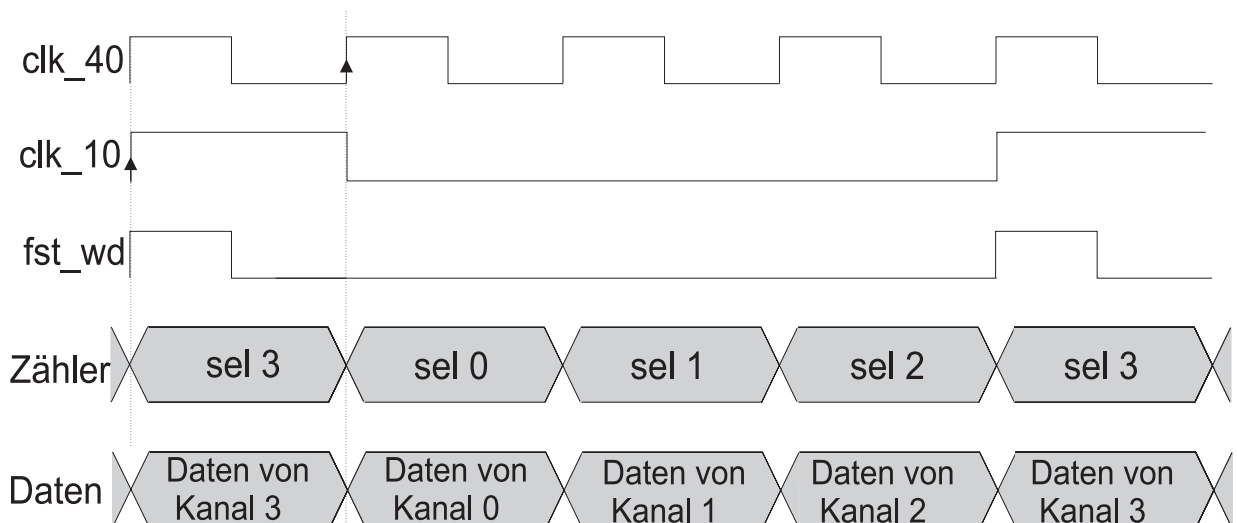 clk_40
clk_10
fst_wd
Zähler
sel 3
sel 0
sel 1
sel 2
sel 3
Daten
Daten von
Kanal 3
Daten von
Kanal 0
Daten von
Kanal 1
Daten von
Kanal 2
Daten von
Kanal 3